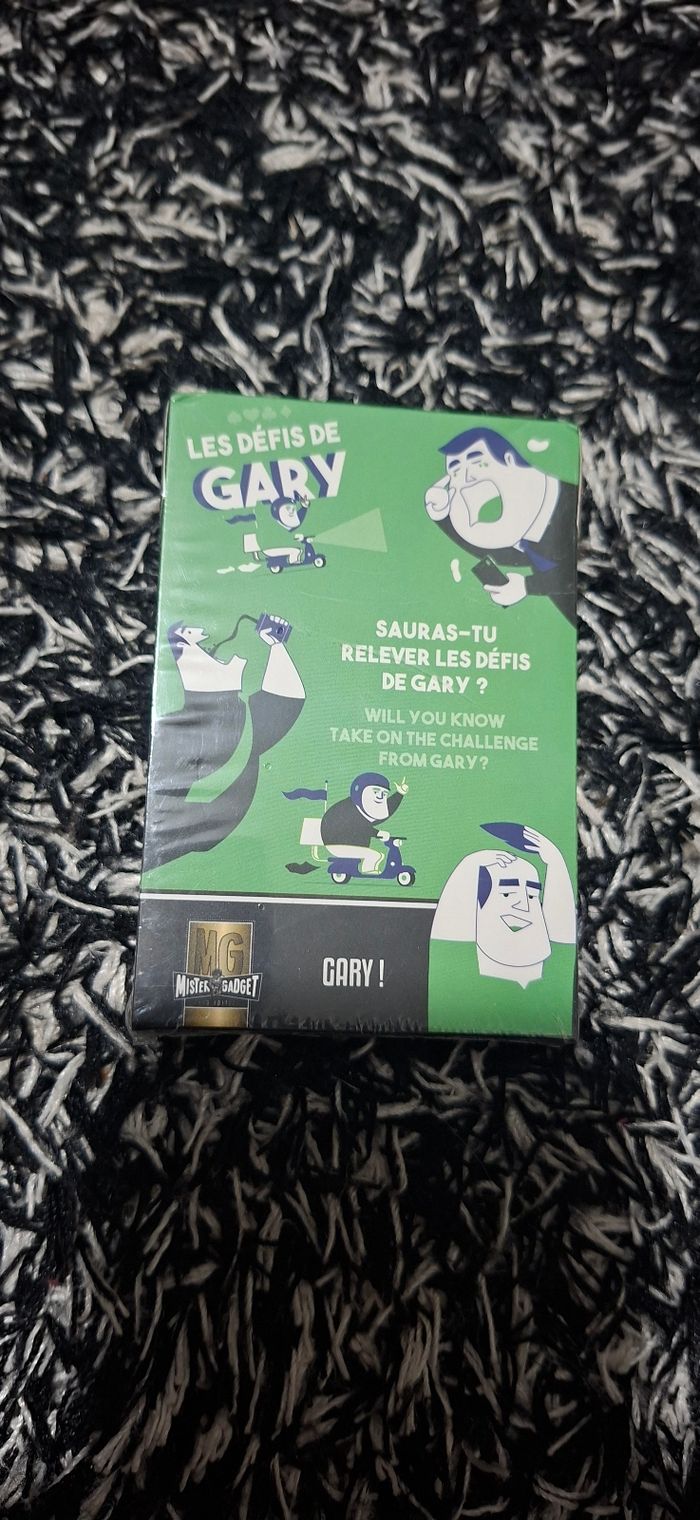 LES DÉFIS DE
GARY
SAURAS-TU
RELEVER LES DÉFIS
DE GARY ?
WILL YOU KNOW
TAKE ON THE CHALLENGE
FROM GARY?
MG
MISTER GADGET
GARY !